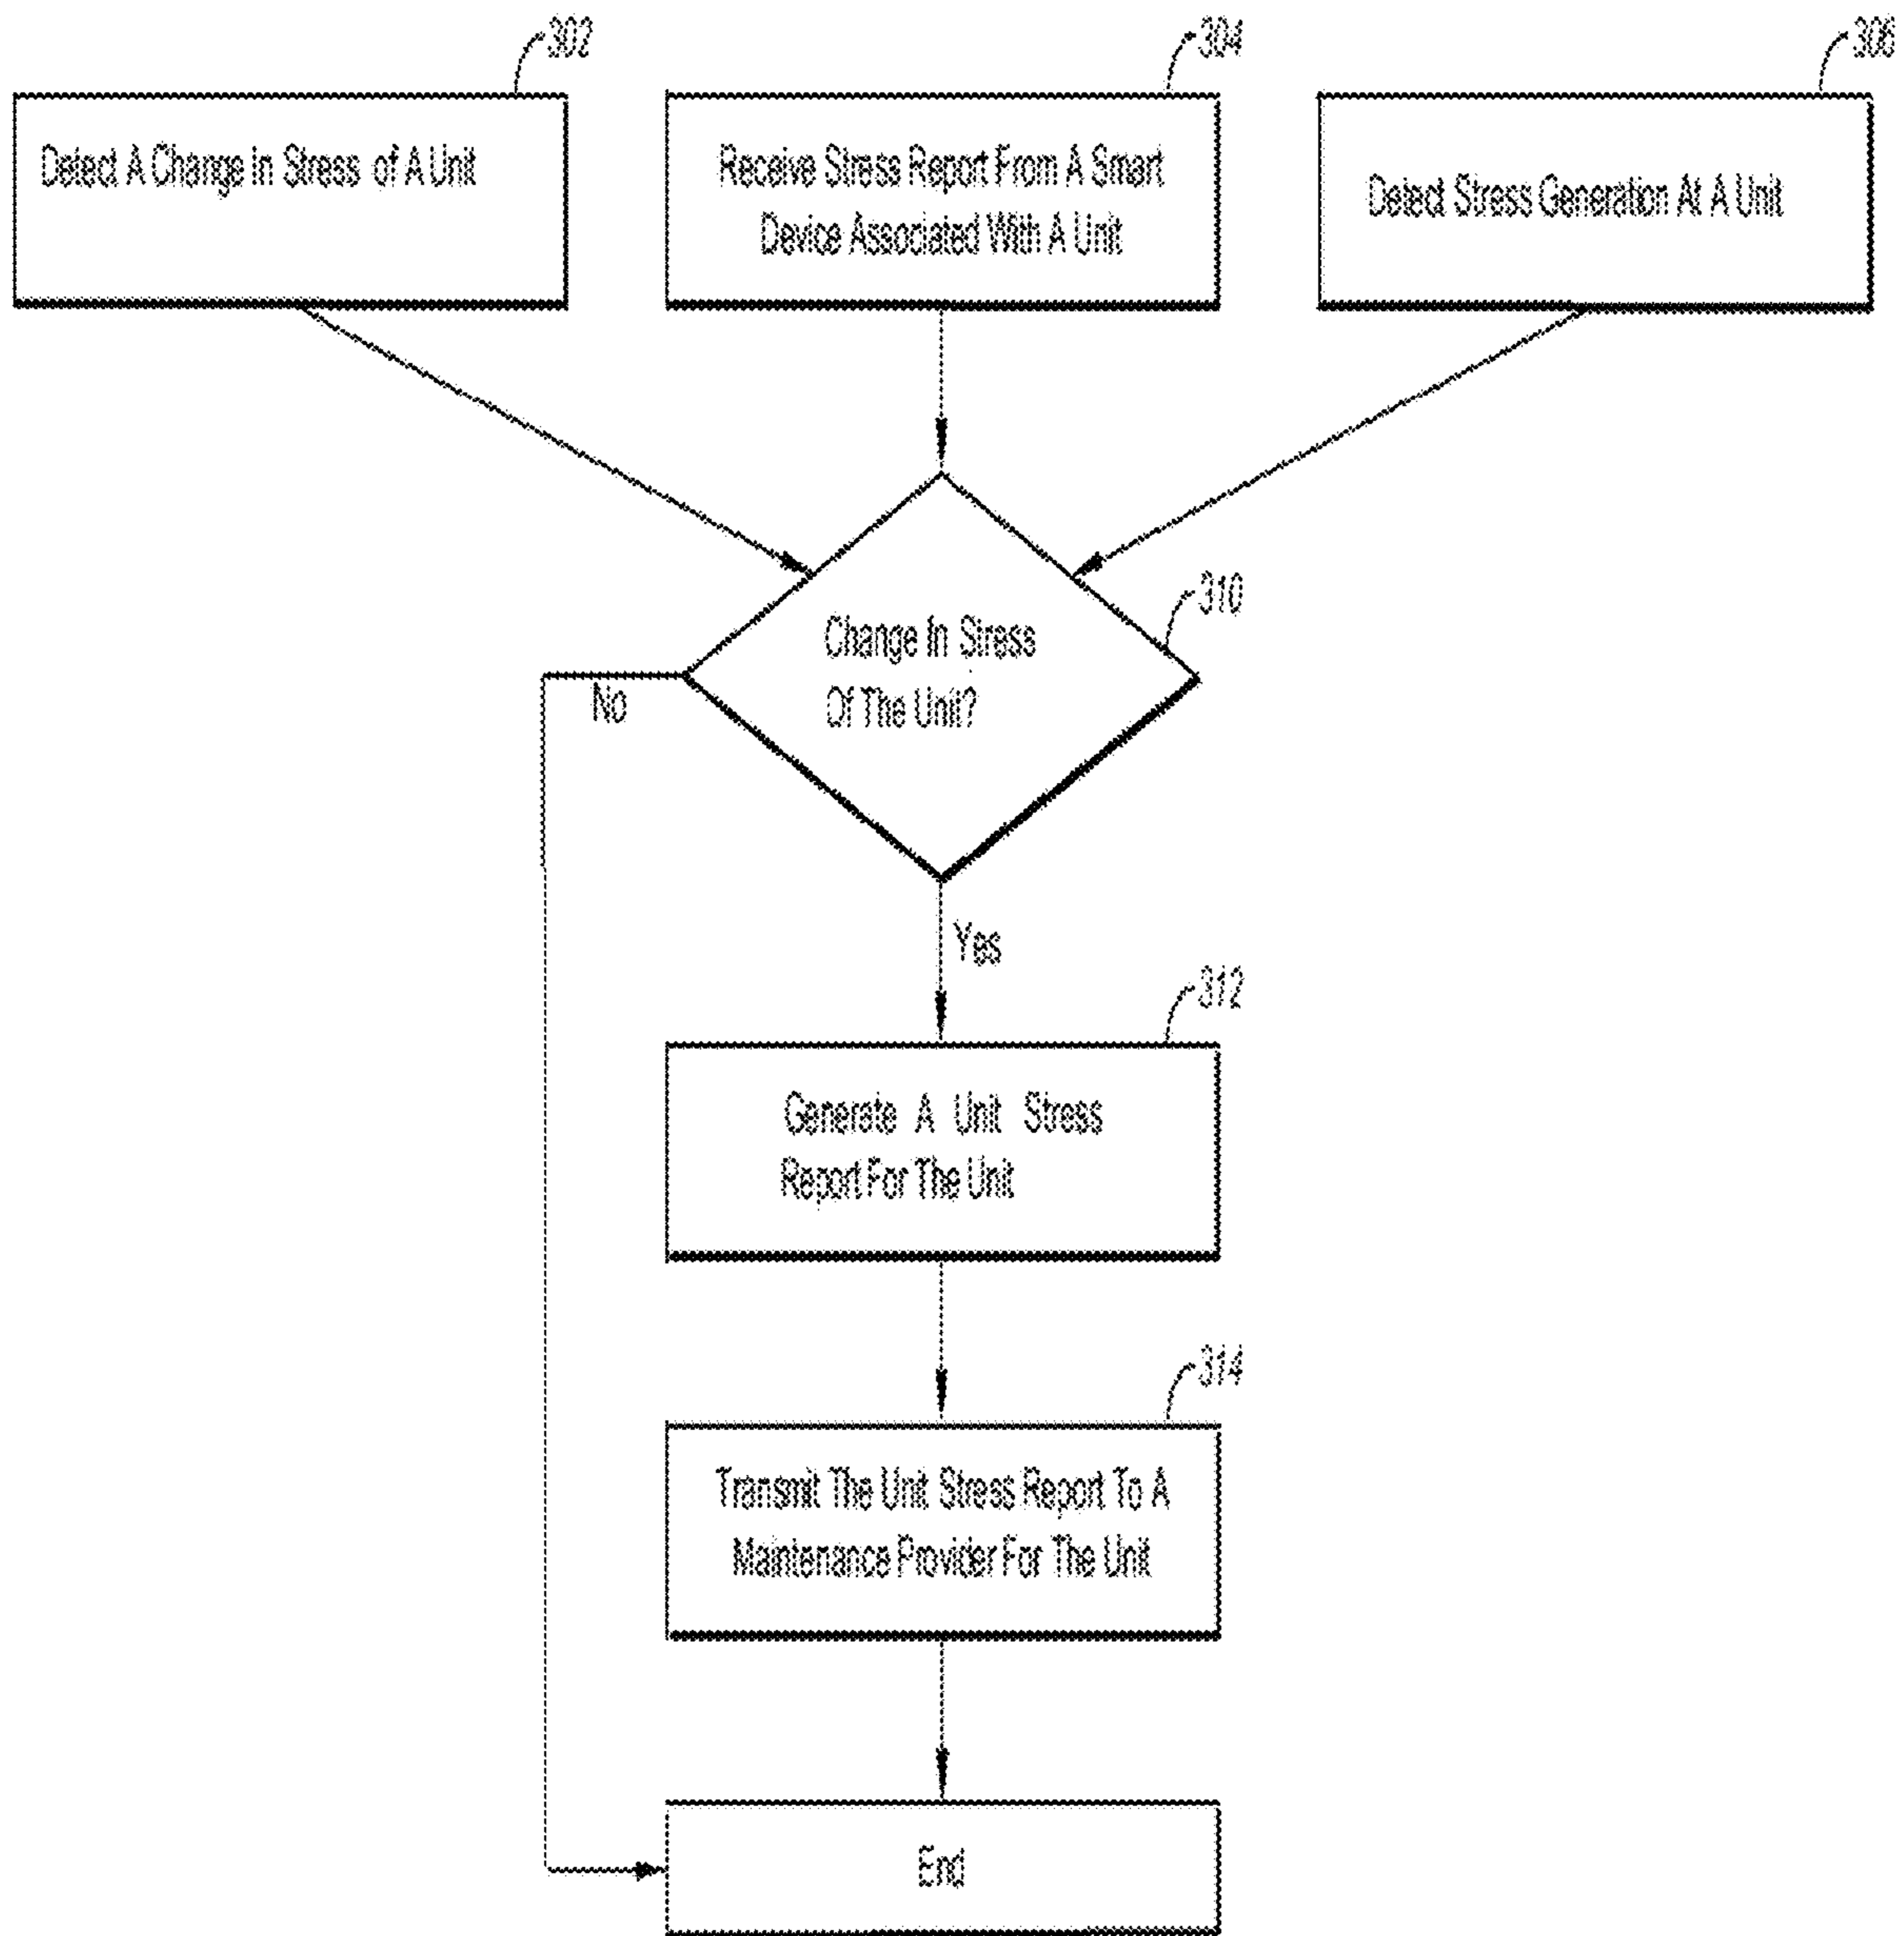 302
304
306
Detect A Change In Stress of A Unit
Receive Stress Report From A Smart
Device Associated With A Unit
Detect Stress Generation At A Unit
310
Change In Stress
Of The Unit?
No
Yes
312
Generate A Unit Stress
Report For The Unit
314
Transmit The Unit Stress Report To A
Maintenance Provider For The Unit
End